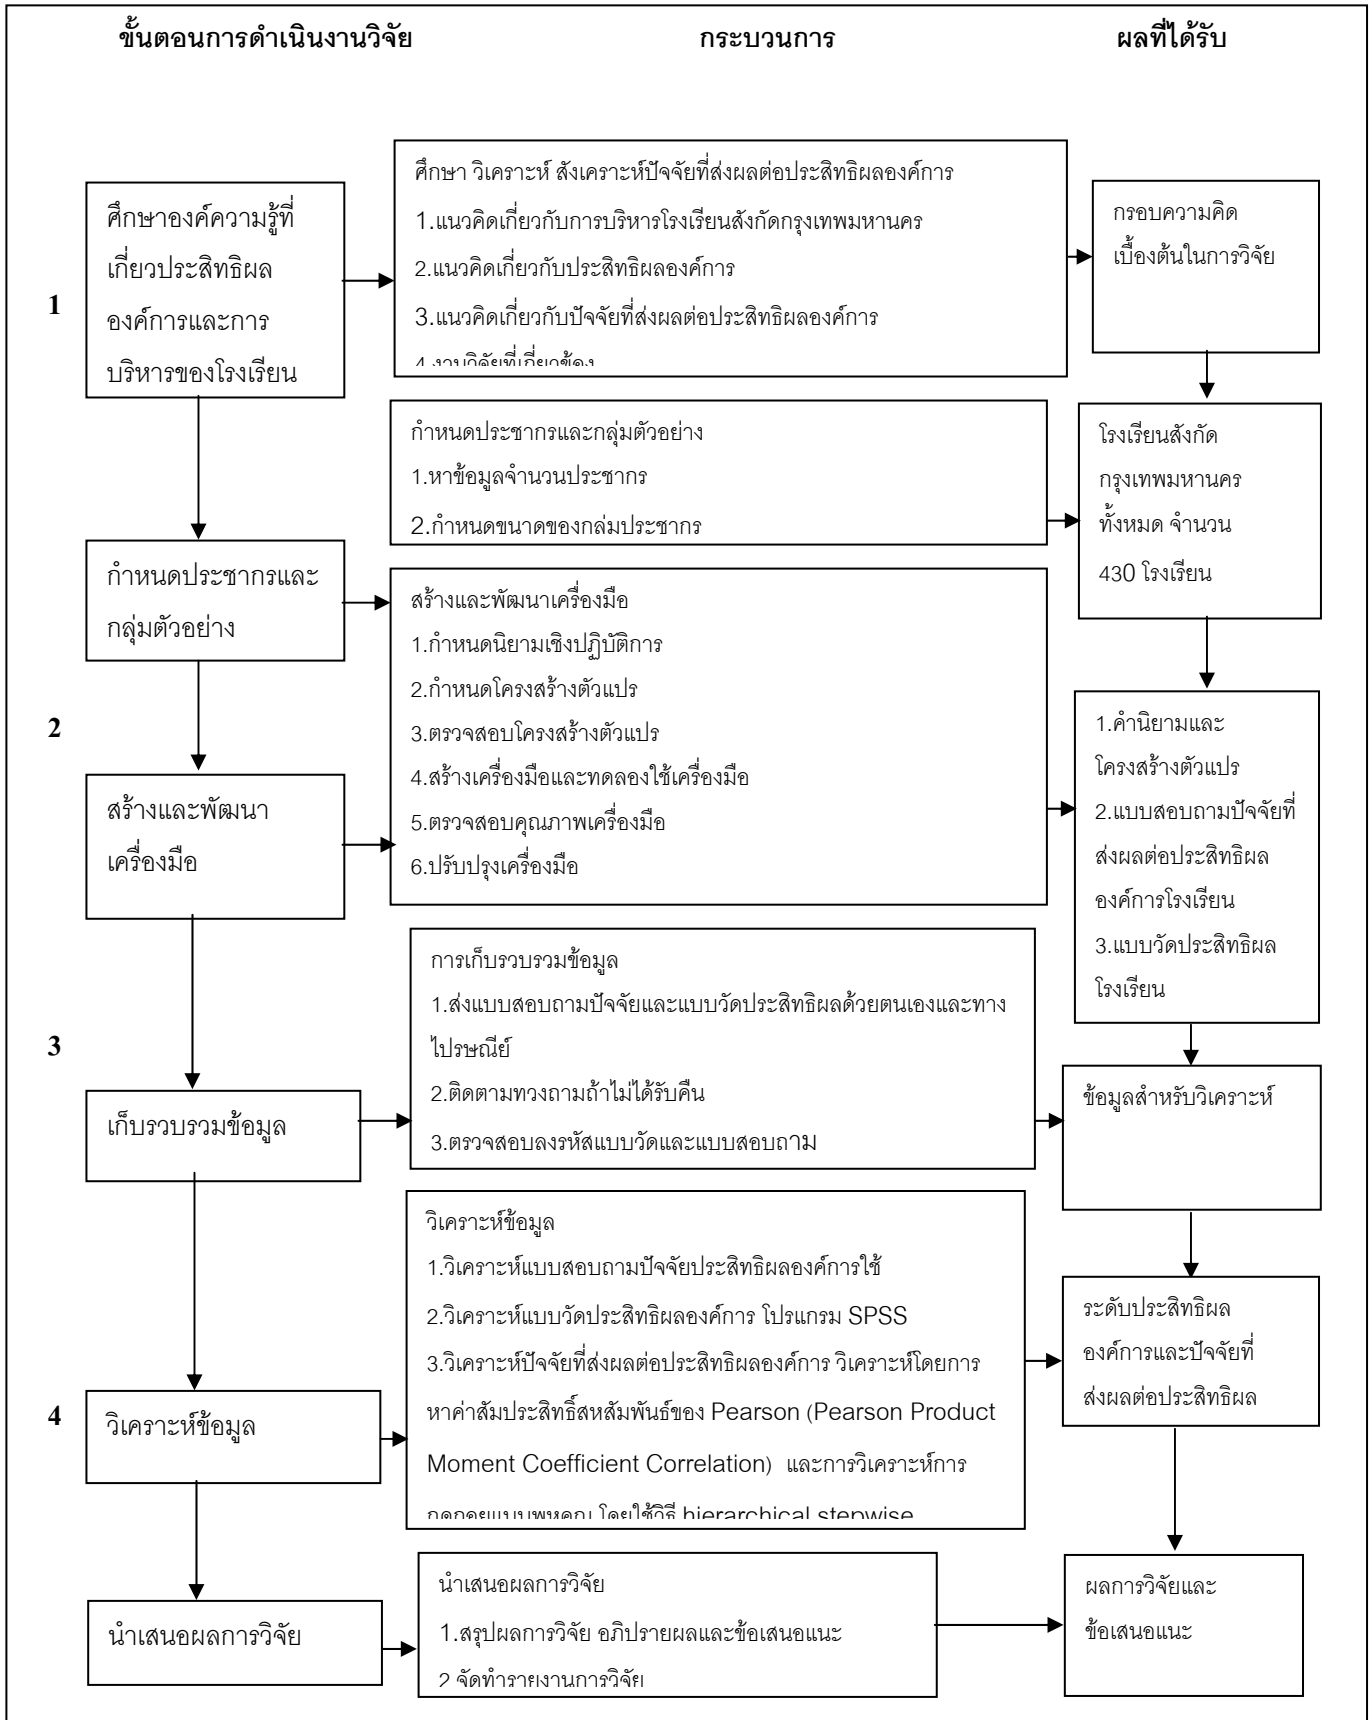 ขั้นตอนการดำเนินงานวิจัย
กระบวนการ
ผลที่ได้รับ
1
ศึกษาองค์ความรู้ที่
เกี่ยวประสิทธิผล
องค์การและการ
บริหารของโรงเรียน
ศึกษา วิเคราะห์ สังเคราะห์ปัจจัยที่ส่งผลต่อประสิทธิผลองค์การ
1.แนวคิดเกี่ยวกับการบริหารโรงเรียนสังกัดกรุงเทพมหานคร
2.แนวคิดเกี่ยวกับประสิทธิผลองค์การ
3.แนวคิดเกี่ยวกับปัจจัยที่ส่งผลต่อประสิทธิผลองค์การ
4.งานวิจัยที่เกี่ยวข้อง
กรอบความคิด
เบื้องต้นในการวิจัย
กำหนดประชากรและ
กลุ่มตัวอย่าง
กำหนดประชากรและกลุ่มตัวอย่าง
1.หาข้อมูลจำนวนประชากร
2.กำหนดขนาดของกลุ่มประชากร
โรงเรียนสังกัด
กรุงเทพมหานคร
ทั้งหมด จำนวน
430 โรงเรียน
2
สร้างและพัฒนา
เครื่องมือ
สร้างและพัฒนาเครื่องมือ
1.กำหนดนิยามเชิงปฏิบัติการ
2.กำหนดโครงสร้างตัวแปร
3.ตรวจสอบโครงสร้างตัวแปร
4.สร้างเครื่องมือและทดลองใช้เครื่องมือ
5.ตรวจสอบคุณภาพเครื่องมือ
6.ปรับปรุงเครื่องมือ
1.คำนิยามและ
โครงสร้างตัวแปร
2.แบบสอบถามปัจจัยที่
ส่งผลต่อประสิทธิผล
องค์การโรงเรียน
3.แบบวัดประสิทธิผล
โรงเรียน
3
เก็บรวบรวมข้อมูล
การเก็บรวบรวมข้อมูล
1.ส่งแบบสอบถามปัจจัยและแบบวัดประสิทธิผลด้วยตนเองและทาง
ไปรษณีย์
2.ติดตามทวงถามถ้าไม่ได้รับคืน
3.ตรวจสอบลงรหัสแบบวัดและแบบสอบถาม
ข้อมูลสำหรับวิเคราะห์
4
วิเคราะห์ข้อมูล
วิเคราะห์ข้อมูล
1.วิเคราะห์แบบสอบถามปัจจัยประสิทธิผลองค์การใช้
2.วิเคราะห์แบบวัดประสิทธิผลองค์การ โปรแกรม SPSS
3.วิเคราะห์ปัจจัยที่ส่งผลต่อประสิทธิผลองค์การ วิเคราะห์โดยการ
หาค่าสัมประสิทธิ์สหสัมพันธ์ของ Pearson (Pearson Product
Moment Coefficient Correlation) และการวิเคราะห์การ
ถดถอยแบบพหุคูณ โดยใช้วิธี hierarchical stepwise
ระดับประสิทธิผล
องค์การและปัจจัยที่
ส่งผลต่อประสิทธิผล
นำเสนอผลการวิจัย
นำเสนอผลการวิจัย
1.สรุปผลการวิจัย อภิปรายผลและข้อเสนอแนะ
2 จัดทำรายงานการวิจัย
ผลการวิจัยและ
ข้อเสนอแนะ